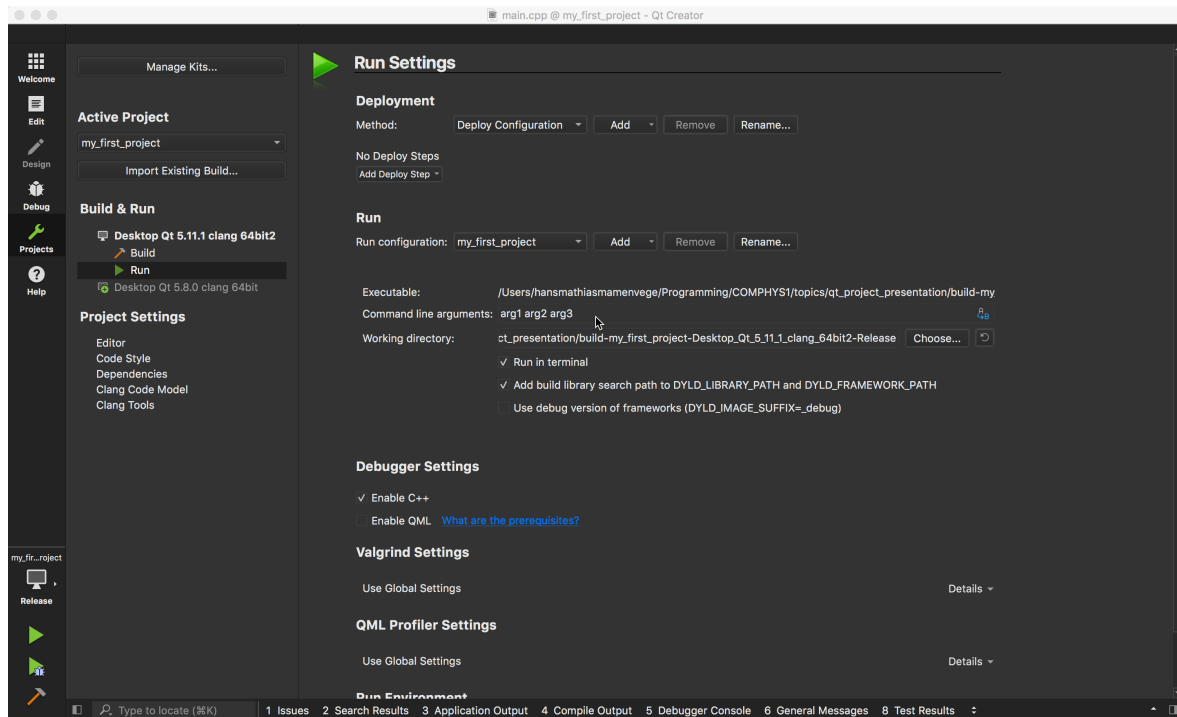 main.cpp @ my_first_project - Qt Creator
Welcome
Edit
Design
Debug
Projects
Help
my_fir...roject
Release
Manage Kits...
Active Project
my_first_project
Import Existing Build...
Build & Run
Desktop Qt 5.11.1 clang 64bit2
Build
Run
Desktop Qt 5.8.0 clang 64bit
Project Settings
Editor
Code Style
Dependencies
Clang Code Model
Clang Tools
Run Settings
Deployment
Method: Deploy Configuration Add Remove Rename...
No Deploy Steps
Add Deploy Step
Run
Run configuration: my_first_project Add Remove Rename...
Executable: /Users/hansmathiasmamenvege/Programming/COMPHYS1/topics/qt_project_presentation/build-my
Command line arguments: arg1 arg2 arg3
Working directory: ct_presentation/build-my_first_project-Desktop_Qt_5_11_1_clang_64bit2-Release Choose...
Run in terminal
Add build library search path to DYLD_LIBRARY_PATH and DYLD_FRAMEWORK_PATH
Use debug version of frameworks (DYLD_IMAGE_SUFFIX=_debug)
Debugger Settings
Enable C++
Enable QML What are the prerequisites?
Valgrind Settings
Use Global Settings Details
QML Profiler Settings
Use Global Settings Details
Run Environment
Type to locate (⌘K) 1 Issues 2 Search Results 3 Application Output 4 Compile Output 5 Debugger Console 6 General Messages 8 Test Results